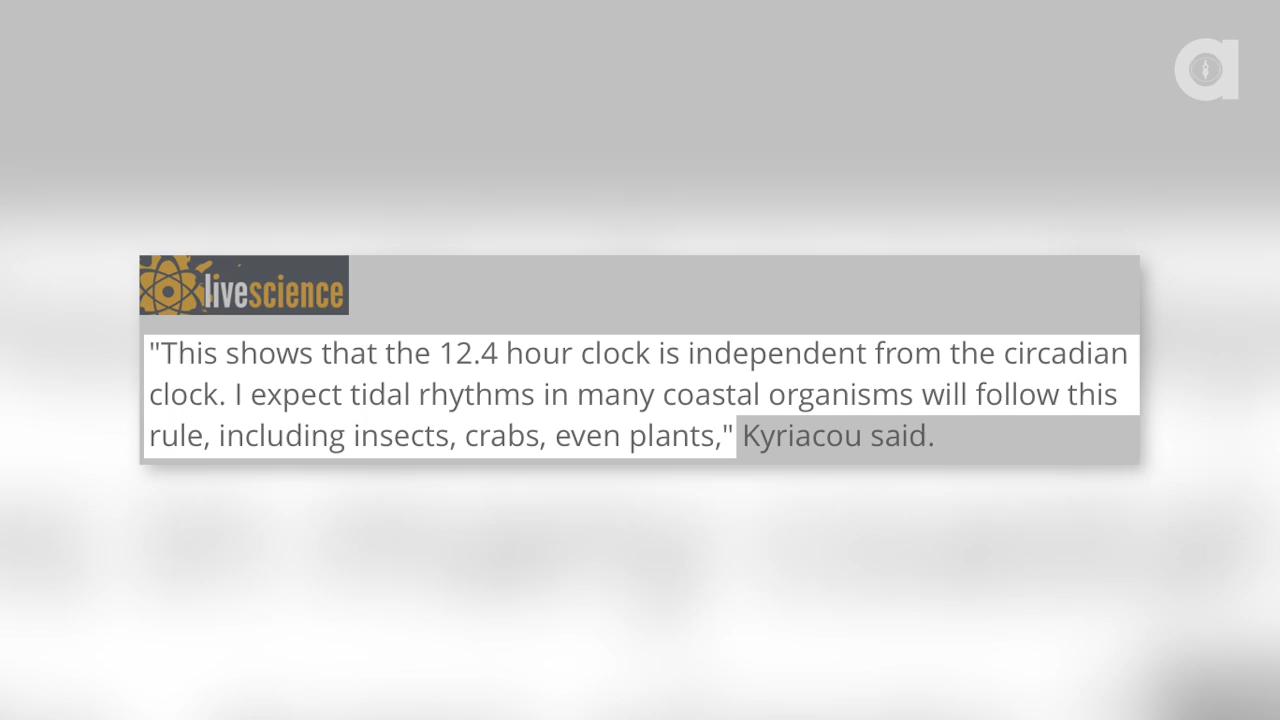 livescience
"This shows that the 12.4 hour clock is independent from the circadian
clock. I expect tidal rhythms in many coastal organisms will follow this
rule, including insects, crabs, even plants," Kyriacou said.
a